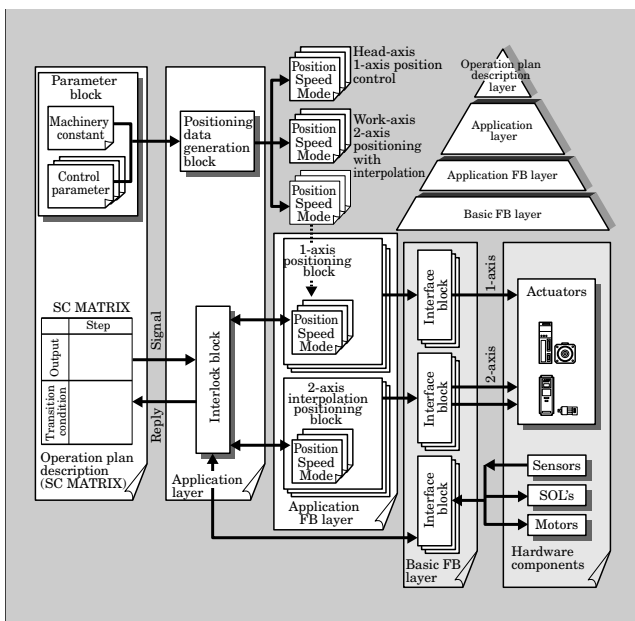 Parameter
block
Machinery
constant
Control
parameter
Positioning
data
generation
block
Position
Speed
Mode
Head-axis
1-axis position
control
Position
Speed
Mode
Work-axis
2-axis
positioning
with
interpolation
Position
Speed
Mode
Operation plan
description
layer
Application
layer
Application FB layer
Basic FB layer
SC MATRIX
Step
Output
Transition
condition
Signal
Reply
Operation plan
description
(SC MATRIX)
Interlock block
Application
layer
1-axis
positioning
block
Position
Speed
Mode
2-axis
interpolation
positioning
block
Position
Speed
Mode
Application FB layer
Interface
block
Interface
block
Interface
block
Basic FB
layer
1-axis
2-axis
Actuators
Sensors
SOL's
Motors
Hardware
components